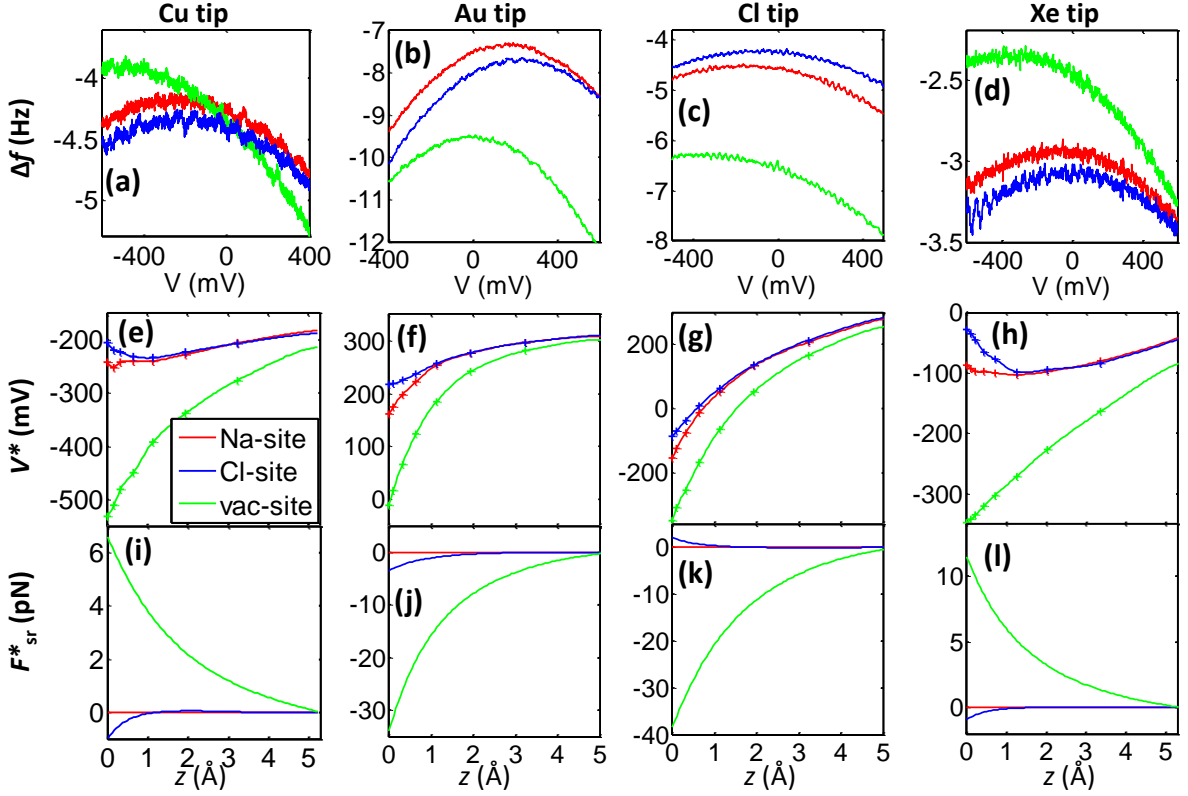 Cu tip Au tip Cl tip Xe tip
Δf (Hz)
-4
-4.5
-5
(a)
-400 0 400
V (mV)
-7
-8
-9
-10
-11
-12
(b)
-400 0 400
V (mV)
-4
-5
-6
-7
-8
(c)
-400 0 400
V (mV)
-2.5
-3
-3.5
(d)
-400 0 400
V (mV)
V* (mV)
-200
-300
-400
-500
(e)
Na-site
Cl-site
vac-site
300
200
100
0
(f)
200
0
-200
(g)
0
-100
-200
-300
(h)
F*sr (pN)
6
4
2
0
(i)
0 1 2 3 4 5
z (Å)
0
-10
-20
-30
(j)
0 1 2 3 4 5
z (Å)
0
-10
-20
-30
-40
(k)
0 1 2 3 4 5
z (Å)
10
5
0
(l)
0 1 2 3 4 5
z (Å)